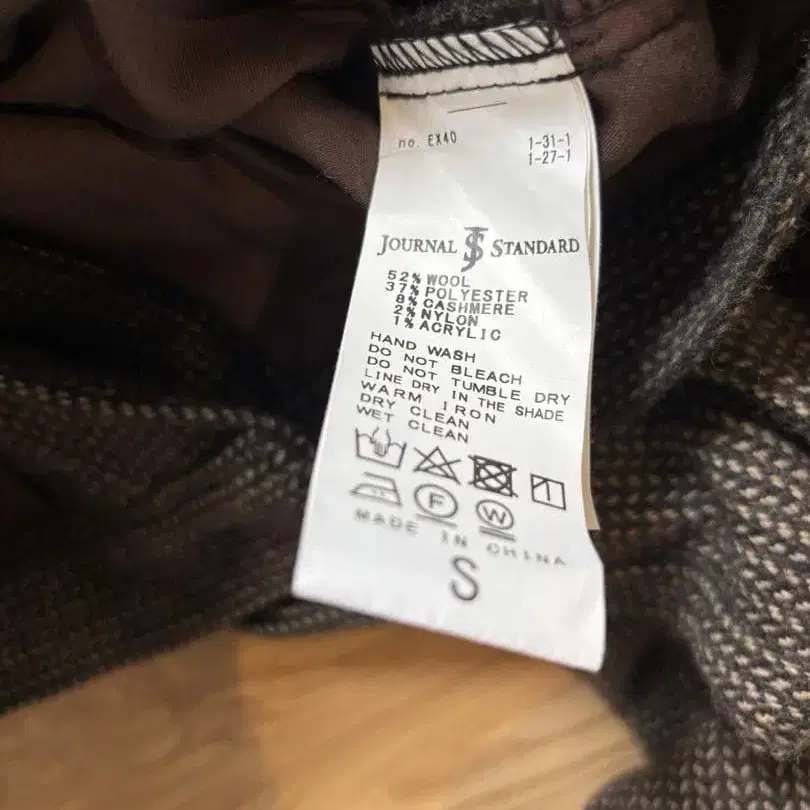 no. EX40
1-31-1
1-27-1
JOURNAL JS STANDARD
52% WOOL
37% POLYESTER
8% CASHMERE
2% NYLON
1% ACRYLIC
HAND WASH
DO NOT BLEACH
DO NOT TUMBLE DRY
LINE DRY IN THE SHADE
WARM IRON
DRY CLEAN
WET CLEAN
F W
MADE IN CHINA
S